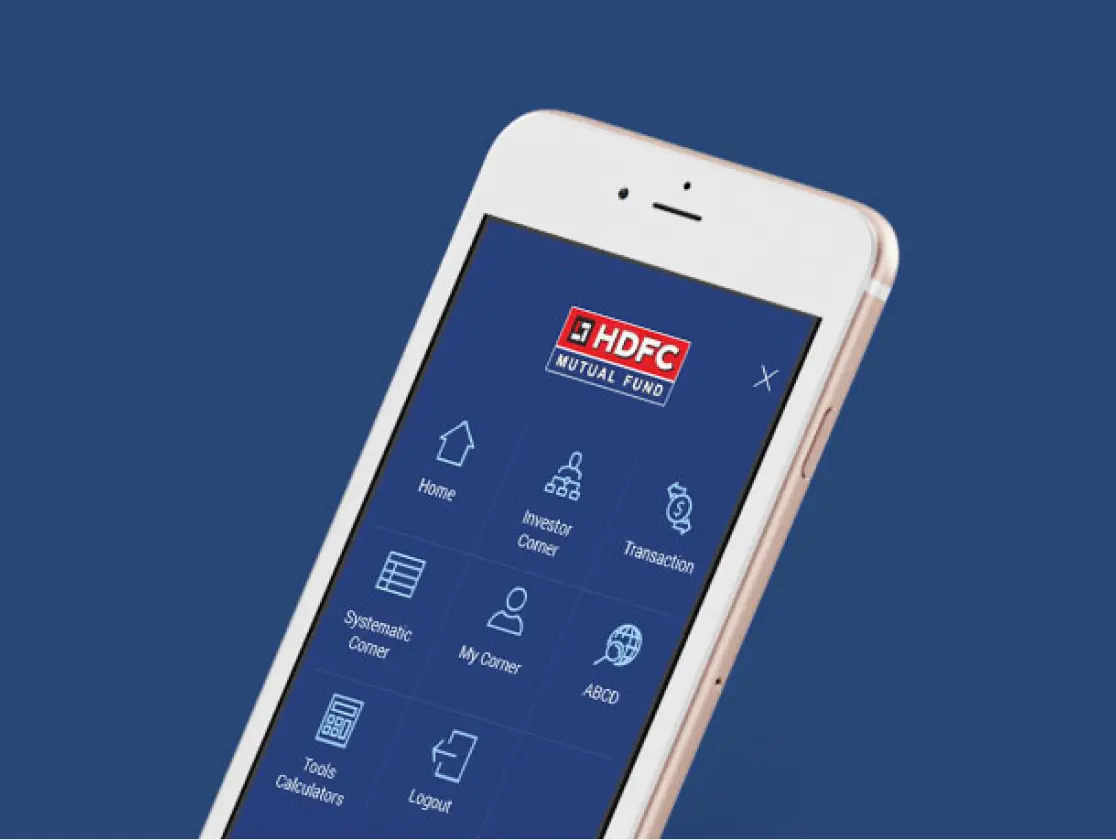 HDFC
MUTUAL FUND
Home
Investor
Corner
Transaction
Systematic
Corner
My Corner
ABCD
Tools
Calculators
Logout